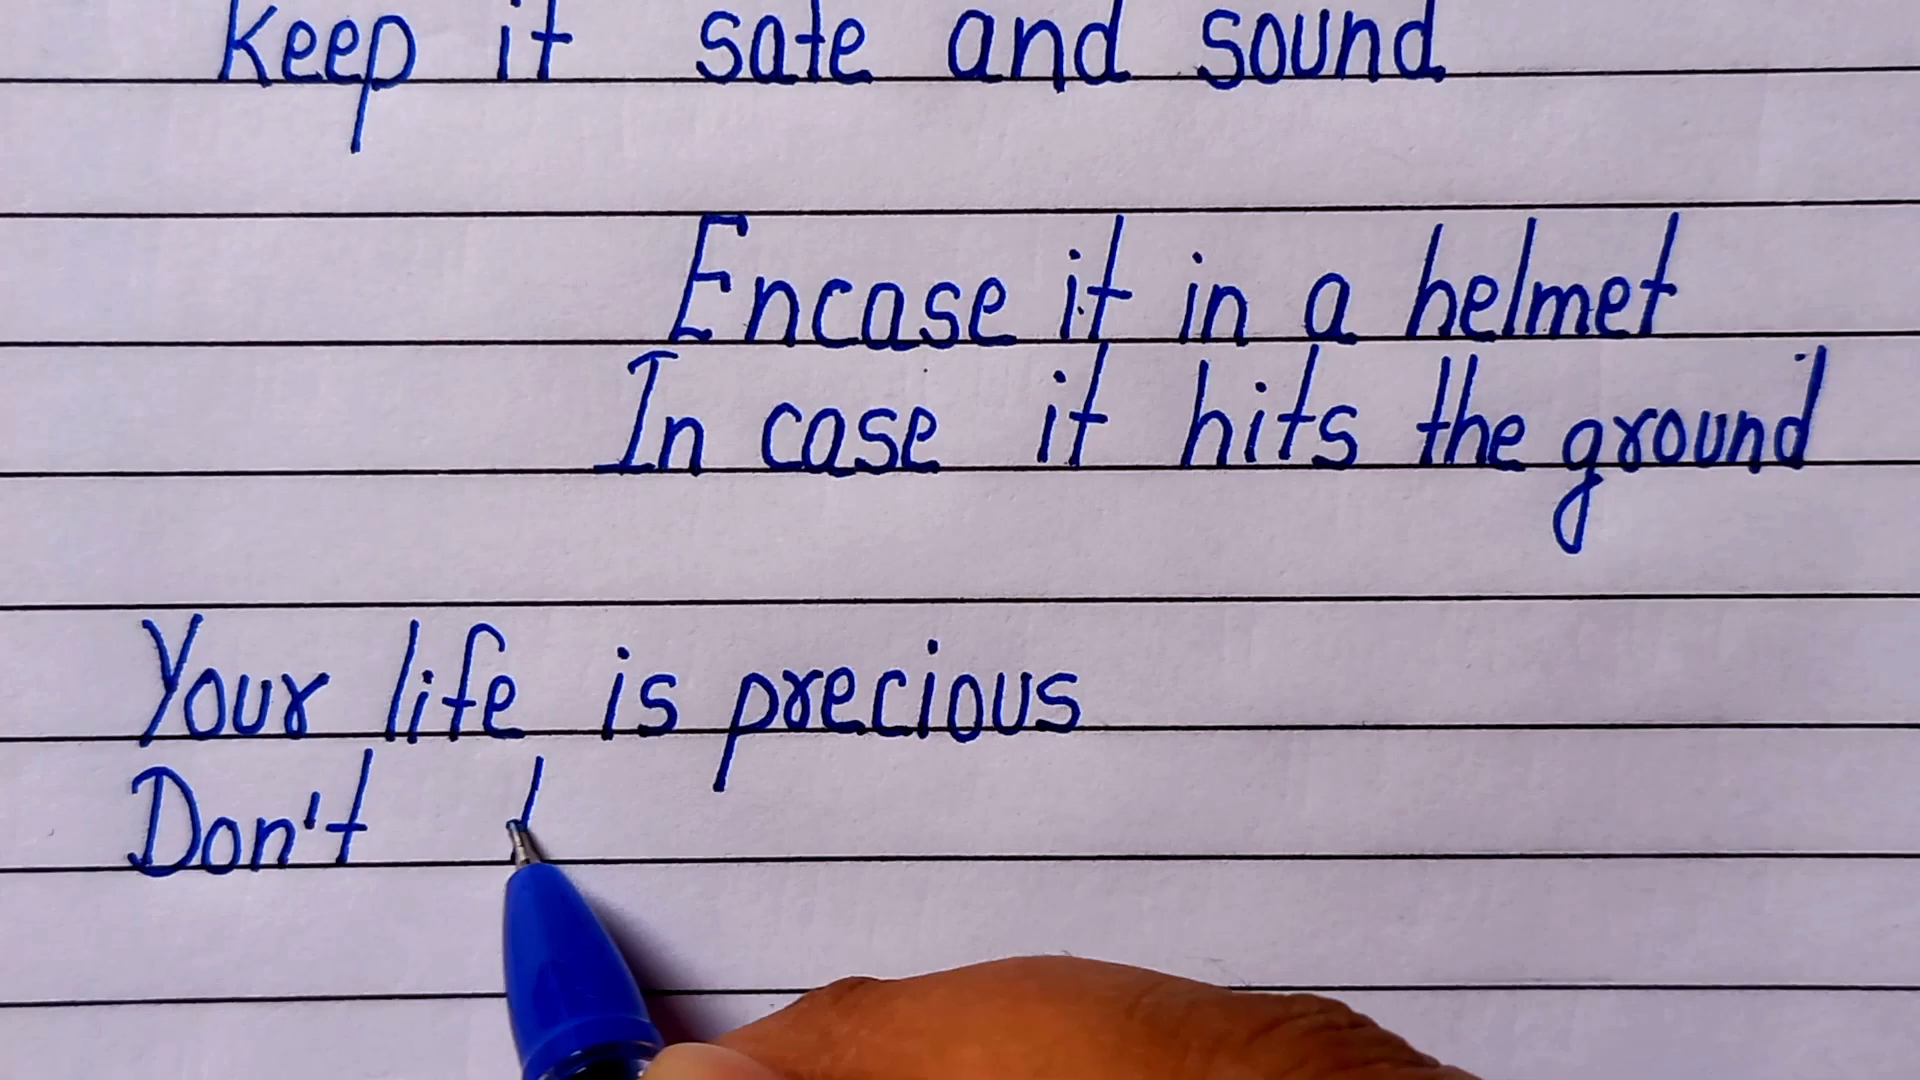 Keep it safe and sound
Encase it in a helmet
In case it hits the ground
Your life is precious
Don't